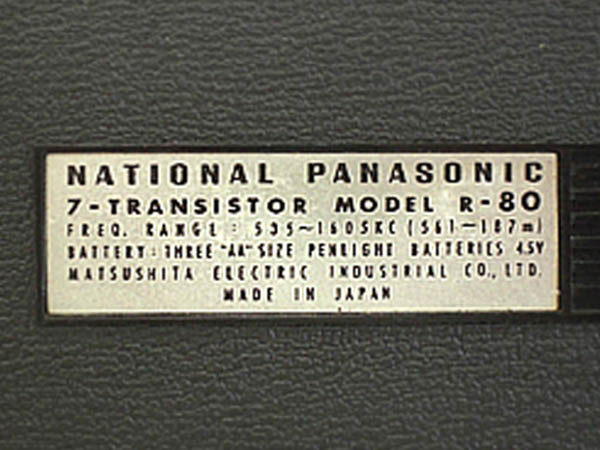 NATIONAL PANASONIC
7-TRANSISTOR MODEL R-80
FREQ. RANGE : 535~1605KC (561~187m)
BATTERY: THREE "AA" SIZE PENLIGHT BATTERIES 4.5V
MATSUSHITA ELECTRIC INDUSTRIAL CO., LTD.
MADE IN JAPAN